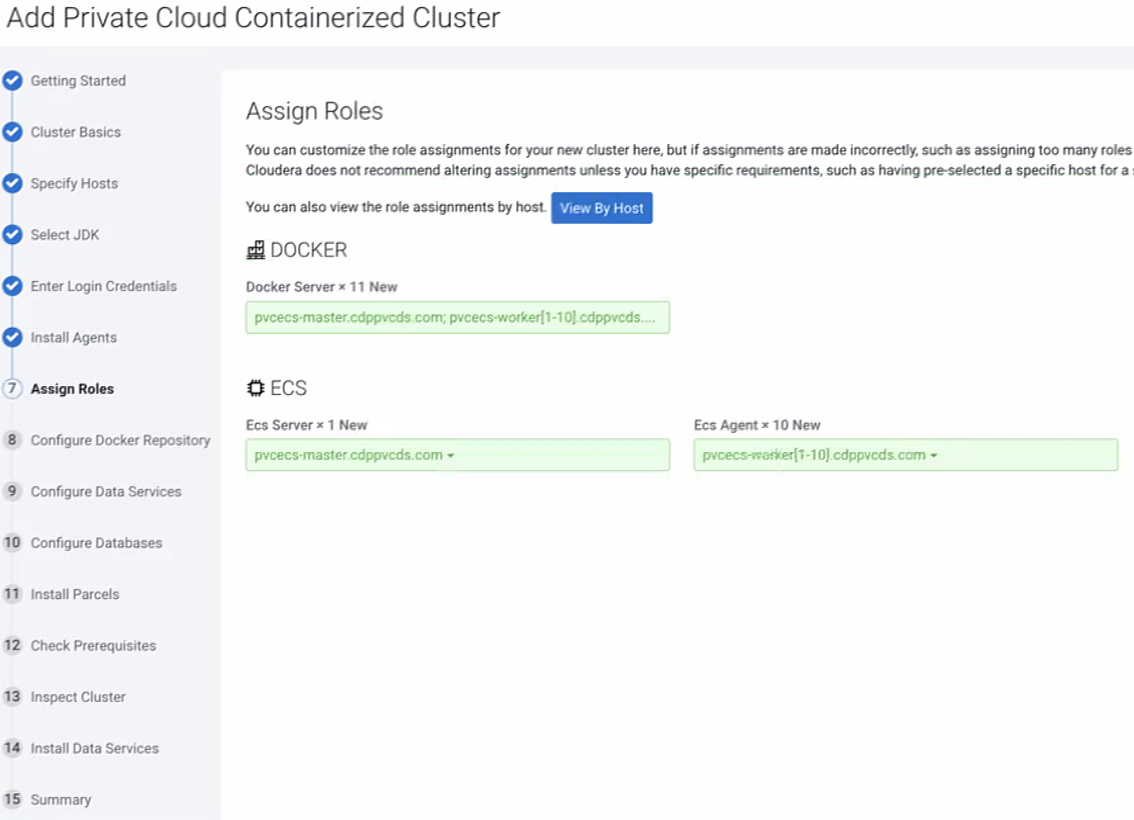 Add Private Cloud Containerized Cluster
Getting Started
Cluster Basics
Specify Hosts
Select JDK
Enter Login Credentials
Install Agents
7 Assign Roles
8 Configure Docker Repository
9 Configure Data Services
10 Configure Databases
11 Install Parcels
12 Check Prerequisites
13 Inspect Cluster
14 Install Data Services
15 Summary
Assign Roles
You can customize the role assignments for your new cluster here, but if assignments are made incorrectly, such as assigning too many roles
Cloudera does not recommend altering assignments unless you have specific requirements, such as having pre-selected a specific host for a
You can also view the role assignments by host. View By Host
DOCKER
Docker Server × 11 New
pvcecs-master.cdppvcds.com; pvcecs-worker[1-10].cdppvcds....
ECS
Ecs Server × 1 New
pvcecs-master.cdppvcds.com
Ecs Agent × 10 New
pvcecs-worker[1-10].cdppvcds.com